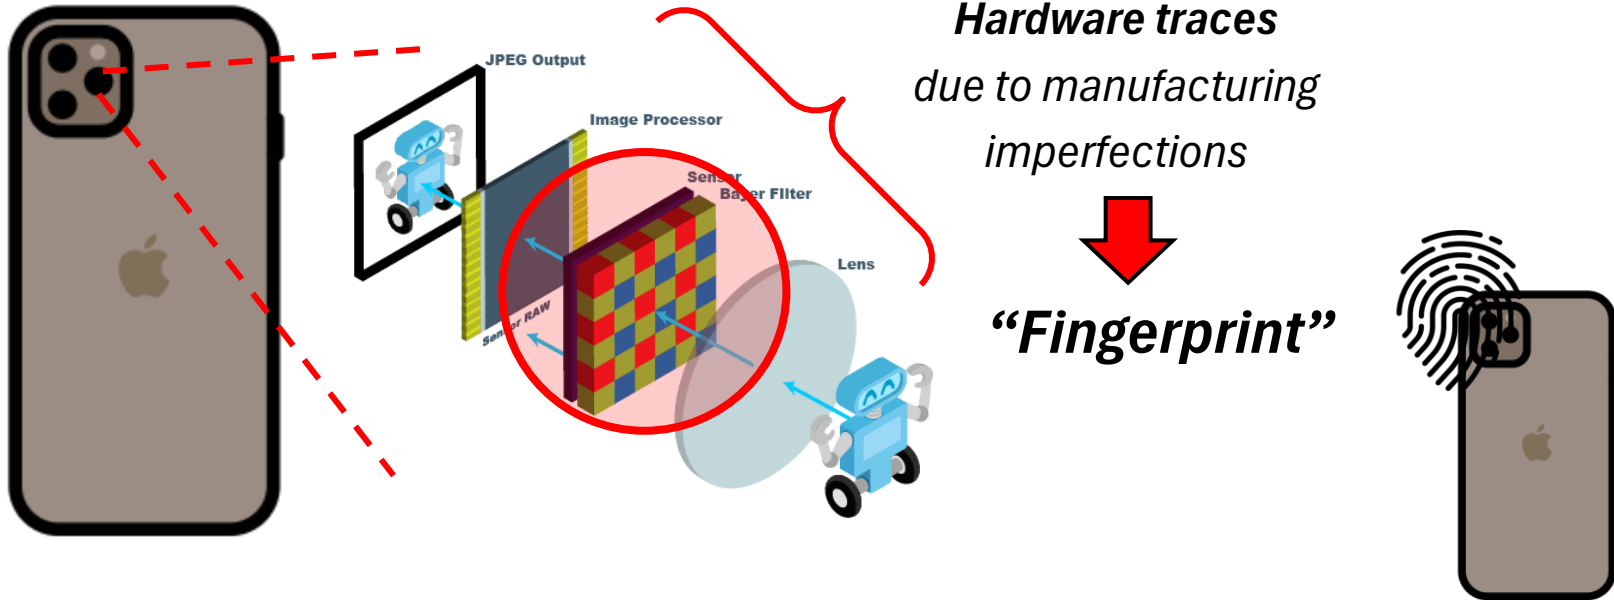 Hardware traces
due to manufacturing
imperfections
“Fingerprint”
JPEG Output
Image Processor
Sensor
Bayer Filter
Lens
Sensor RAW